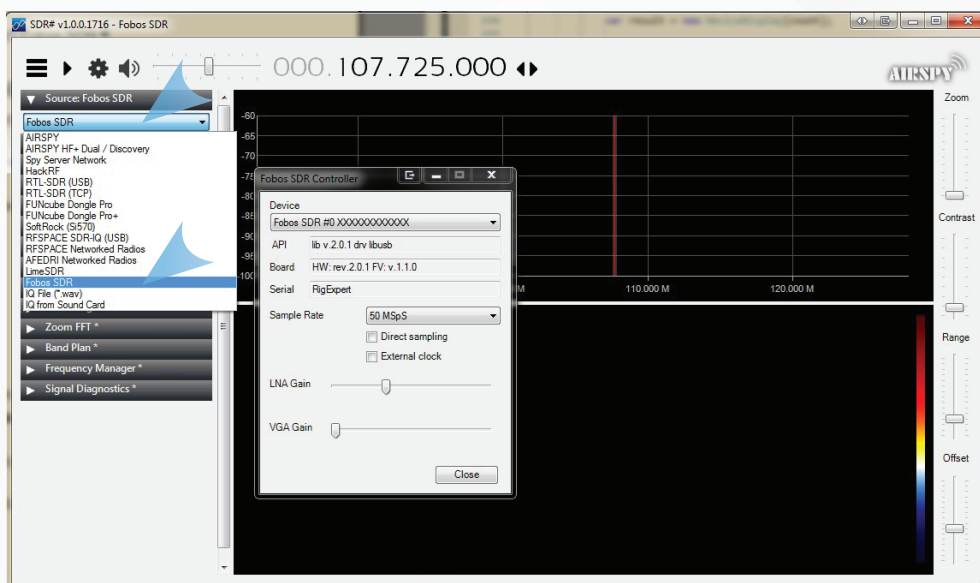 SDR# v1.0.0.1716 - Fobos SDR
000.107.725.000
AIRSPY
Source: Fobos SDR
Fobos SDR
AIRSPY
AIRSPY HF+ Dual / Discovery
Spy Server Network
HackRF
RTL-SDR (USB)
RTL-SDR (TCP)
FUNcube Dongle Pro
FUNcube Dongle Pro+
SoftRock (Si570)
RFSPACE SDR-IQ (USB)
RFSPACE Networked Radios
AFEDRI Networked Radios
LimeSDR
Fobos SDR
IQ File (*.wav)
IQ from Sound Card
Zoom FFT *
Band Plan *
Frequency Manager *
Signal Diagnostics *
-60
-65
-70
-75
-80
-85
-90
-95
-100
M
110.000 M
120.000 M
Fobos SDR Controller
Device
Fobos SDR #0 XXXXXXXXXXXX
API
lib v.2.0.1 drv libusb
Board
HW: rev.2.0.1 FV: v.1.1.0
Serial
RigExpert
Sample Rate
50 MSpS
Direct sampling
External clock
LNA Gain
VGA Gain
Close
Zoom
Contrast
Range
Offset